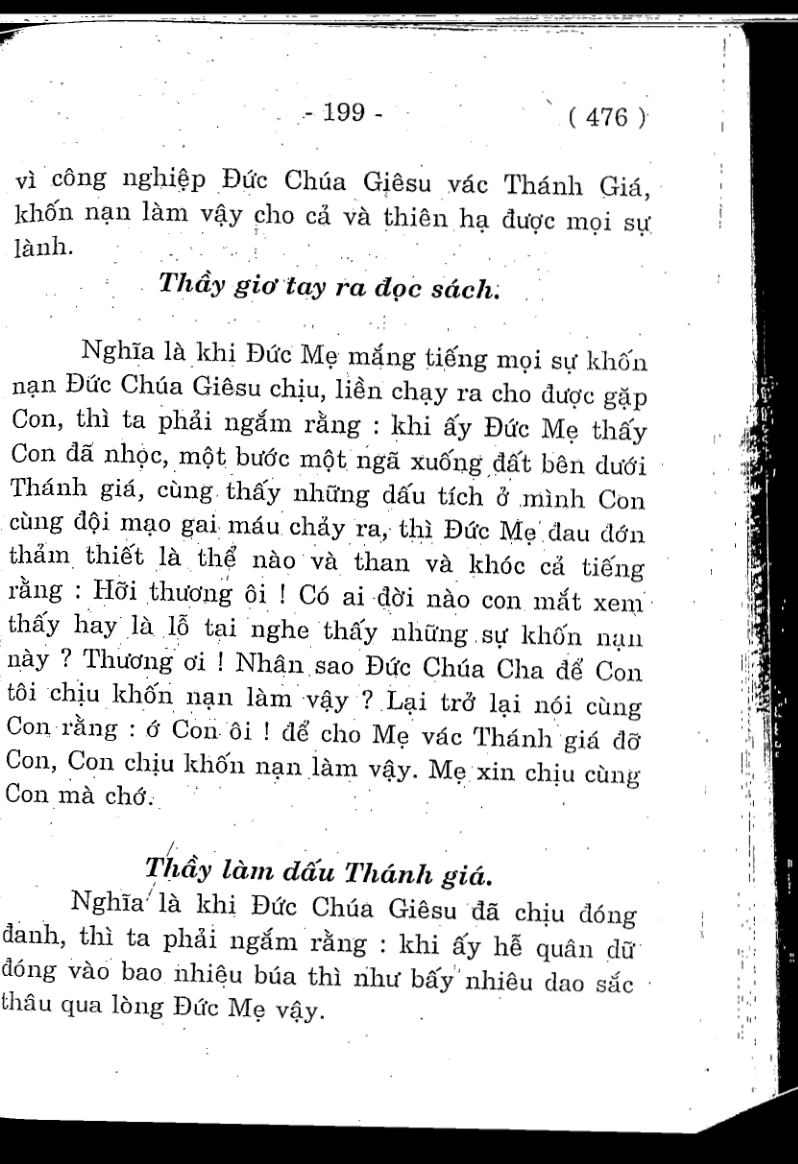 - 199 - ( 476 )
vì công nghiệp Đức Chúa Giêsu vác Thánh Giá,
khốn nạn làm vậy cho cả và thiên hạ được mọi sự
lành.
Thầy giơ tay ra đọc sách.
Nghĩa là khi Đức Mẹ mắng tiếng mọi sự khốn
nạn Đức Chúa Giêsu chịu, liền chạy ra cho được gặp
Con, thì ta phải ngắm rằng : khi ấy Đức Mẹ thấy
Con đã nhọc, một bước một ngã xuống đất bên dưới
Thánh giá, cùng thấy những dấu tích ở mình Con
cùng đội mạo gai máu chảy ra, thì Đức Mẹ đau đớn
thảm thiết là thể nào và than và khóc cả tiếng
rằng : Hỡi thương ôi ! Có ai đời nào con mắt xem
thấy hay là lỗ tai nghe thấy những sự khốn nạn
này ? Thương ơi ! Nhân sao Đức Chúa Cha để Con
tôi chịu khốn nạn làm vậy ? Lại trở lại nói cùng
Con rằng : ớ Con ôi ! để cho Mẹ vác Thánh giá đỡ
Con, Con chịu khốn nạn làm vậy. Mẹ xin chịu cùng
Con mà chớ.
Thầy làm dấu Thánh giá.
Nghĩa là khi Đức Chúa Giêsu đã chịu đóng
đanh, thì ta phải ngắm rằng : khi ấy hễ quân dữ
đóng vào bao nhiêu búa thì như bấy nhiêu dao sắc
thâu qua lòng Đức Mẹ vậy.